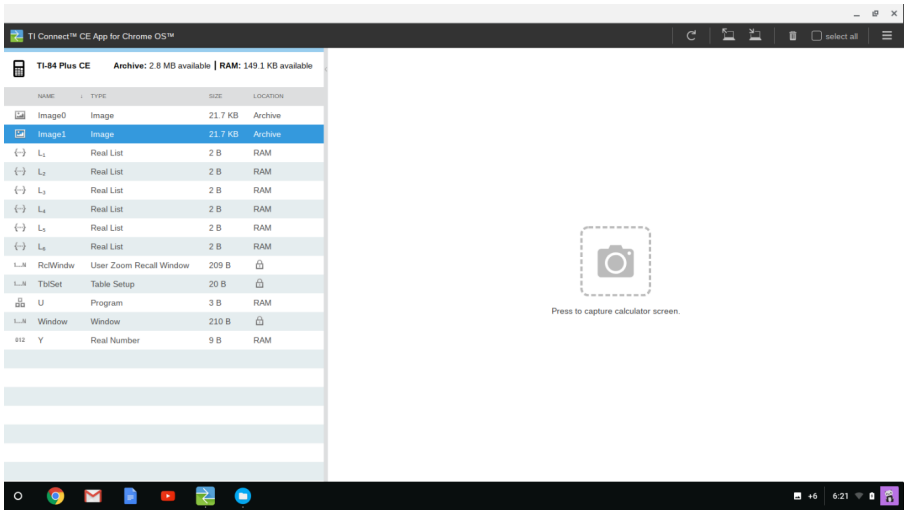 TI Connect™ CE App for Chrome OS™
select all
TI-84 Plus CE Archive: 2.8 MB available | RAM: 149.1 KB available
NAME ↓ TYPE SIZE LOCATION
Image0 Image 21.7 KB Archive
Image1 Image 21.7 KB Archive
{···} L₁ Real List 2 B RAM
{···} L₂ Real List 2 B RAM
{···} L₃ Real List 2 B RAM
{···} L₄ Real List 2 B RAM
{···} L₅ Real List 2 B RAM
{···} L₆ Real List 2 B RAM
1...N RclWindw User Zoom Recall Window 209 B
1...N TblSet Table Setup 20 B
U Program 3 B RAM
1...N Window Window 210 B
012 Y Real Number 9 B RAM
Press to capture calculator screen.
+6 6:21